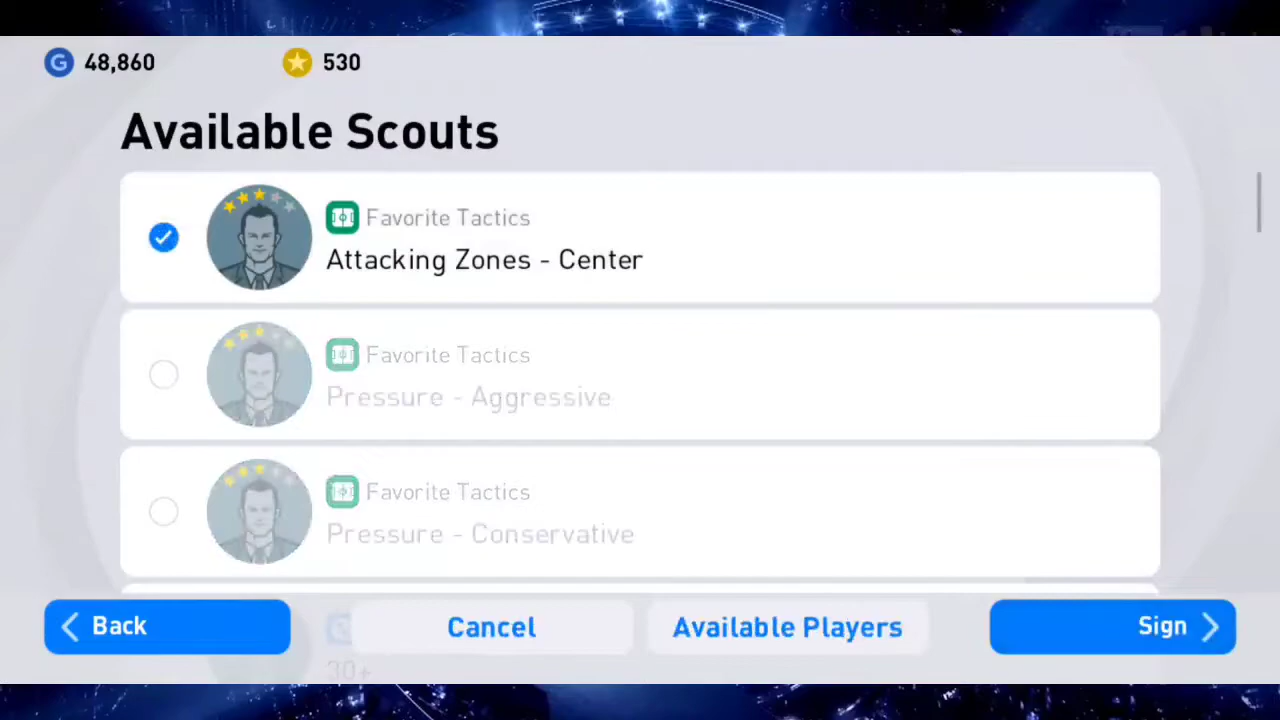 G 48,860
530
Available Scouts
Favorite Tactics
Attacking Zones - Center
Favorite Tactics
Pressure - Aggressive
Favorite Tactics
Pressure - Conservative
30+
Back
Cancel
Available Players
Sign